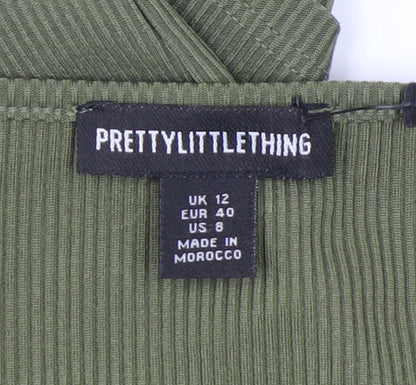 PRETTYLITTLETHING
UK 12
EUR 40
US 8
MADE IN
MOROCCO